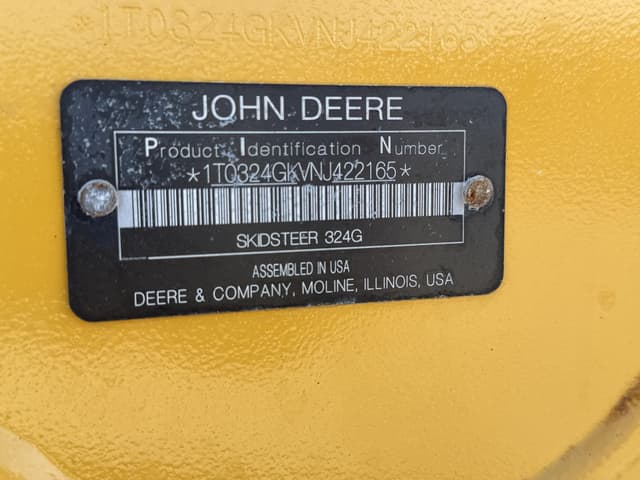 *1T0324GKVNJ422165*
JOHN DEERE
Product Identification Number
*1T0324GKVNJ422165*
SKIDSTEER 324G
ASSEMBLED IN USA
DEERE & COMPANY, MOLINE, ILLINOIS, USA